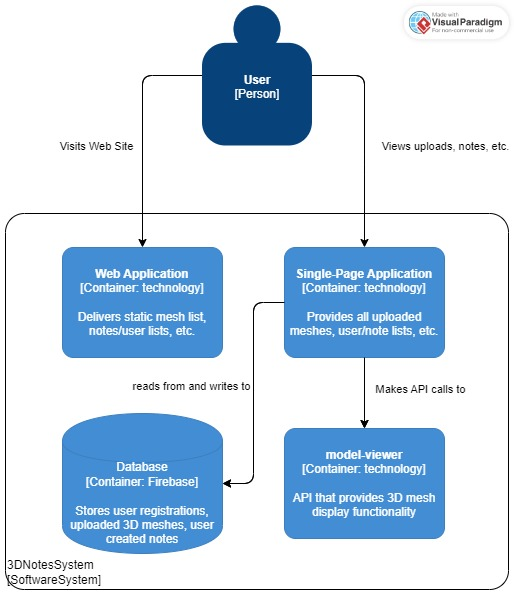 Made with
Visual Paradigm
For non-commercial use
User
[Person]
Visits Web Site
Views uploads, notes, etc.
Web Application
[Container: technology]
Delivers static mesh list,
notes/user lists, etc.
Single-Page Application
[Container: technology]
Provides all uploaded
meshes, user/note lists, etc.
reads from and writes to
Makes API calls to
Database
[Container: Firebase]
Stores user registrations,
uploaded 3D meshes, user
created notes
model-viewer
[Container: technology]
API that provides 3D mesh
display functionality
3DNotesSystem
[SoftwareSystem]